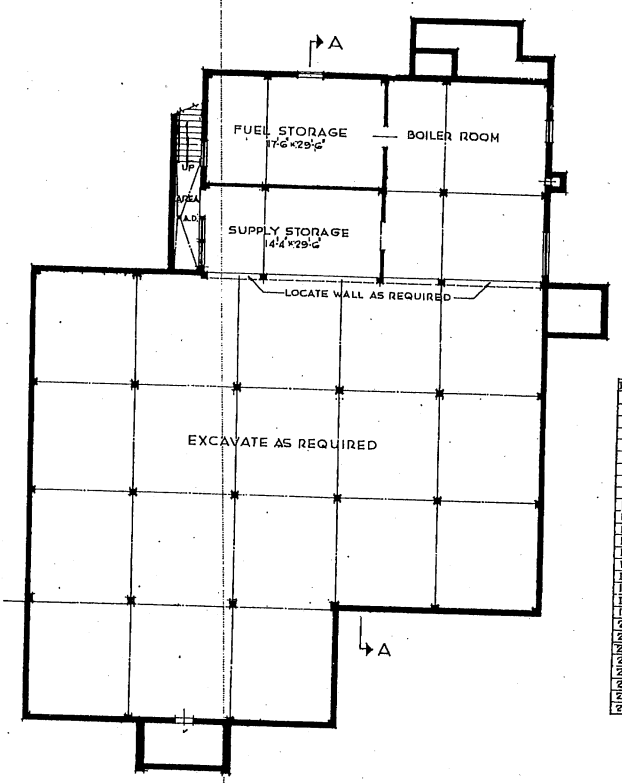 A
FUEL STORAGE
17'-6" × 29'-6"
BOILER ROOM
UP
AREA
A.D.
SUPPLY STORAGE
14'-4" × 29'-6"
LOCATE WALL AS REQUIRED
EXCAVATE AS REQUIRED
A